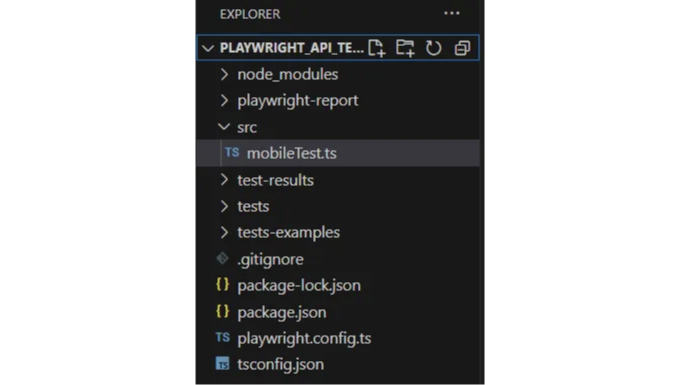 EXPLORER
PLAYWRIGHT_API_TE...
node_modules
playwright-report
src
TS mobileTest.ts
test-results
tests
tests-examples
.gitignore
{} package-lock.json
{} package.json
TS playwright.config.ts
TS tsconfig.json